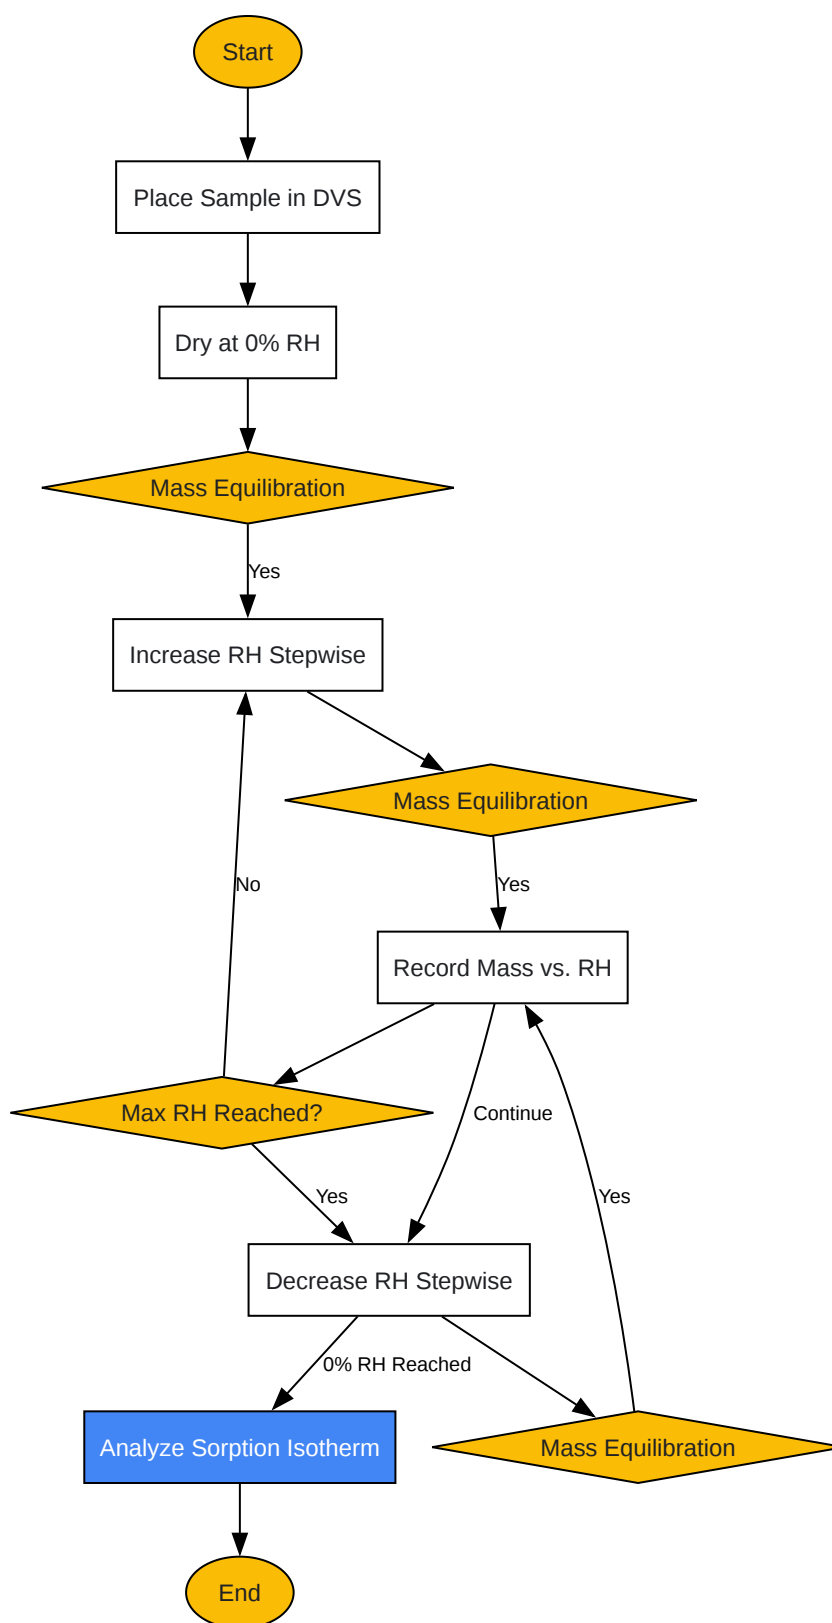 Start
Place Sample in DVS
Dry at 0% RH
Mass Equilibration
Yes
Increase RH Stepwise
Mass Equilibration
No
Yes
Record Mass vs. RH
Max RH Reached?
Continue
Yes
Yes
Decrease RH Stepwise
0% RH Reached
Analyze Sorption Isotherm
Mass Equilibration
End